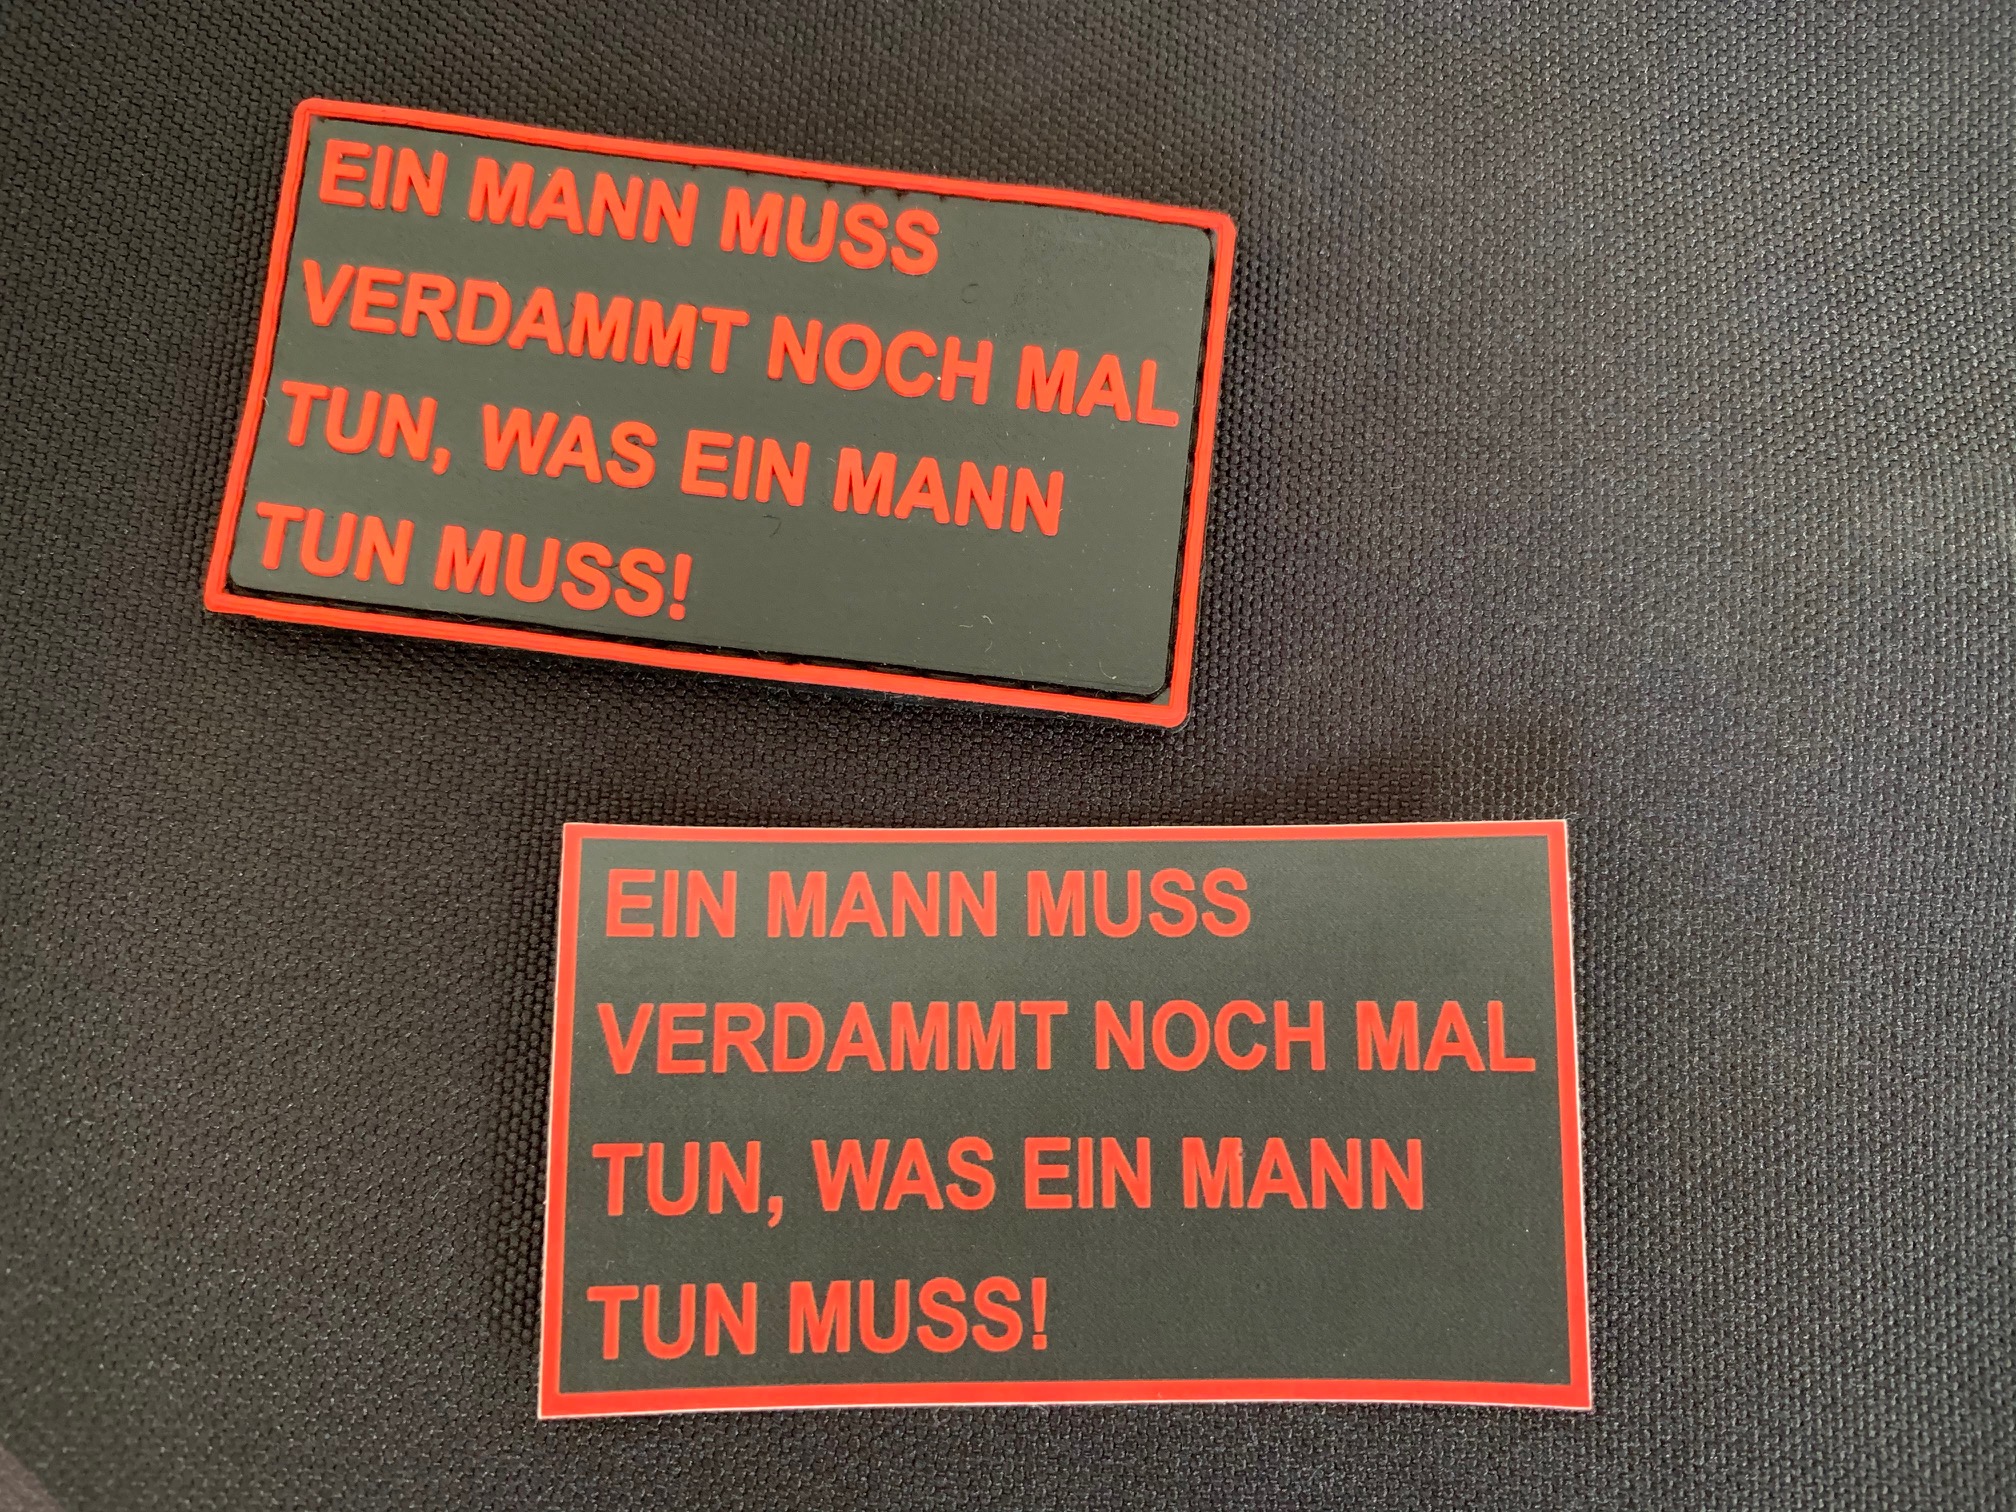 EIN MANN MUSS
VERDAMMT NOCH MAL
TUN, WAS EIN MANN
TUN MUSS!
EIN MANN MUSS
VERDAMMT NOCH MAL
TUN, WAS EIN MANN
TUN MUSS!